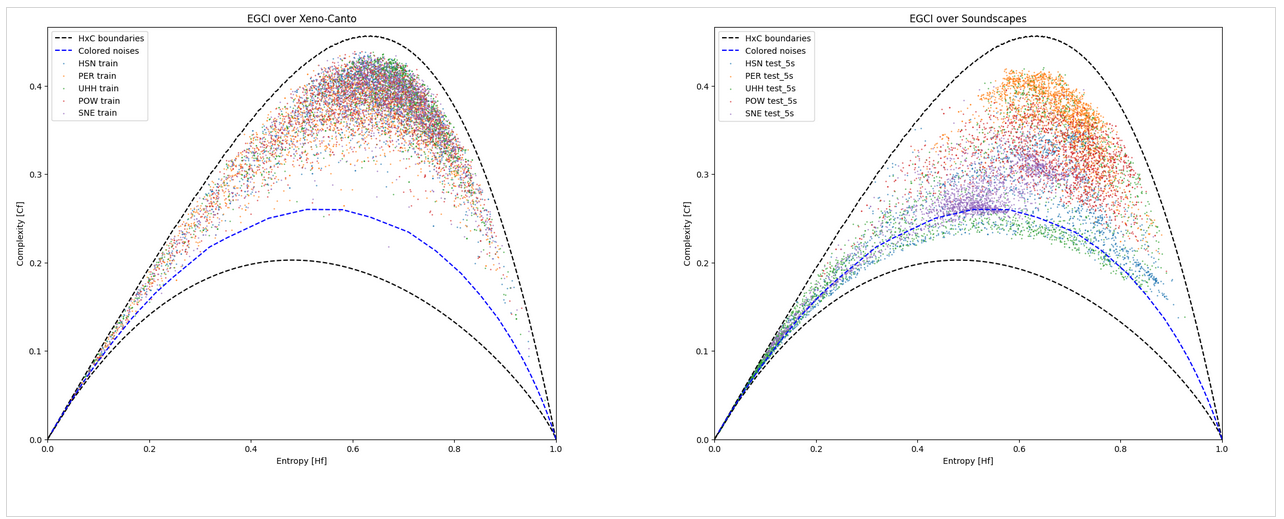 EGCI over Xeno-Canto
HxC boundaries
Colored noises
HSN train
PER train
UHH train
POW train
SNE train
Complexity [Cf]
0.4
0.3
0.2
0.1
0.0
0.0 0.2 0.4 0.6 0.8 1.0
Entropy [Hf]
EGCI over Soundscapes
HxC boundaries
Colored noises
HSN test_5s
PER test_5s
UHH test_5s
POW test_5s
SNE test_5s
Complexity [Cf]
0.4
0.3
0.2
0.1
0.0
0.0 0.2 0.4 0.6 0.8 1.0
Entropy [Hf]